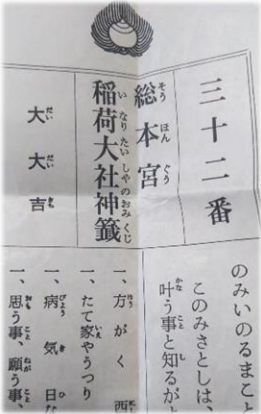 三十二番
総本宮
稲荷大社神籤
大大吉
のみいのるまこと
このみさとしは、
叶う事と知るが
一、方がく 西
一、たて家やうつり
一、病気 日
一、思う事、願う事、